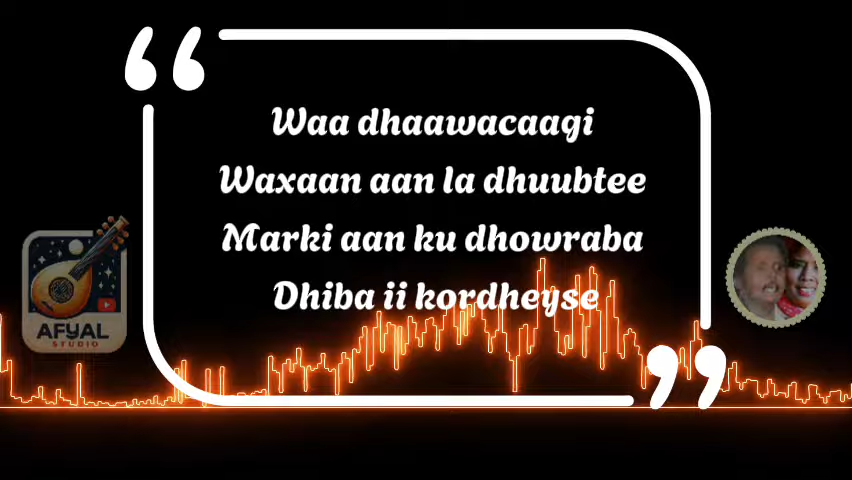 Waa dhaawacaagi
Waxaan aan la dhuubtee
Marki aan ku dhowraba
Dhiba ii kordheyse
AFYAL
STUDIO